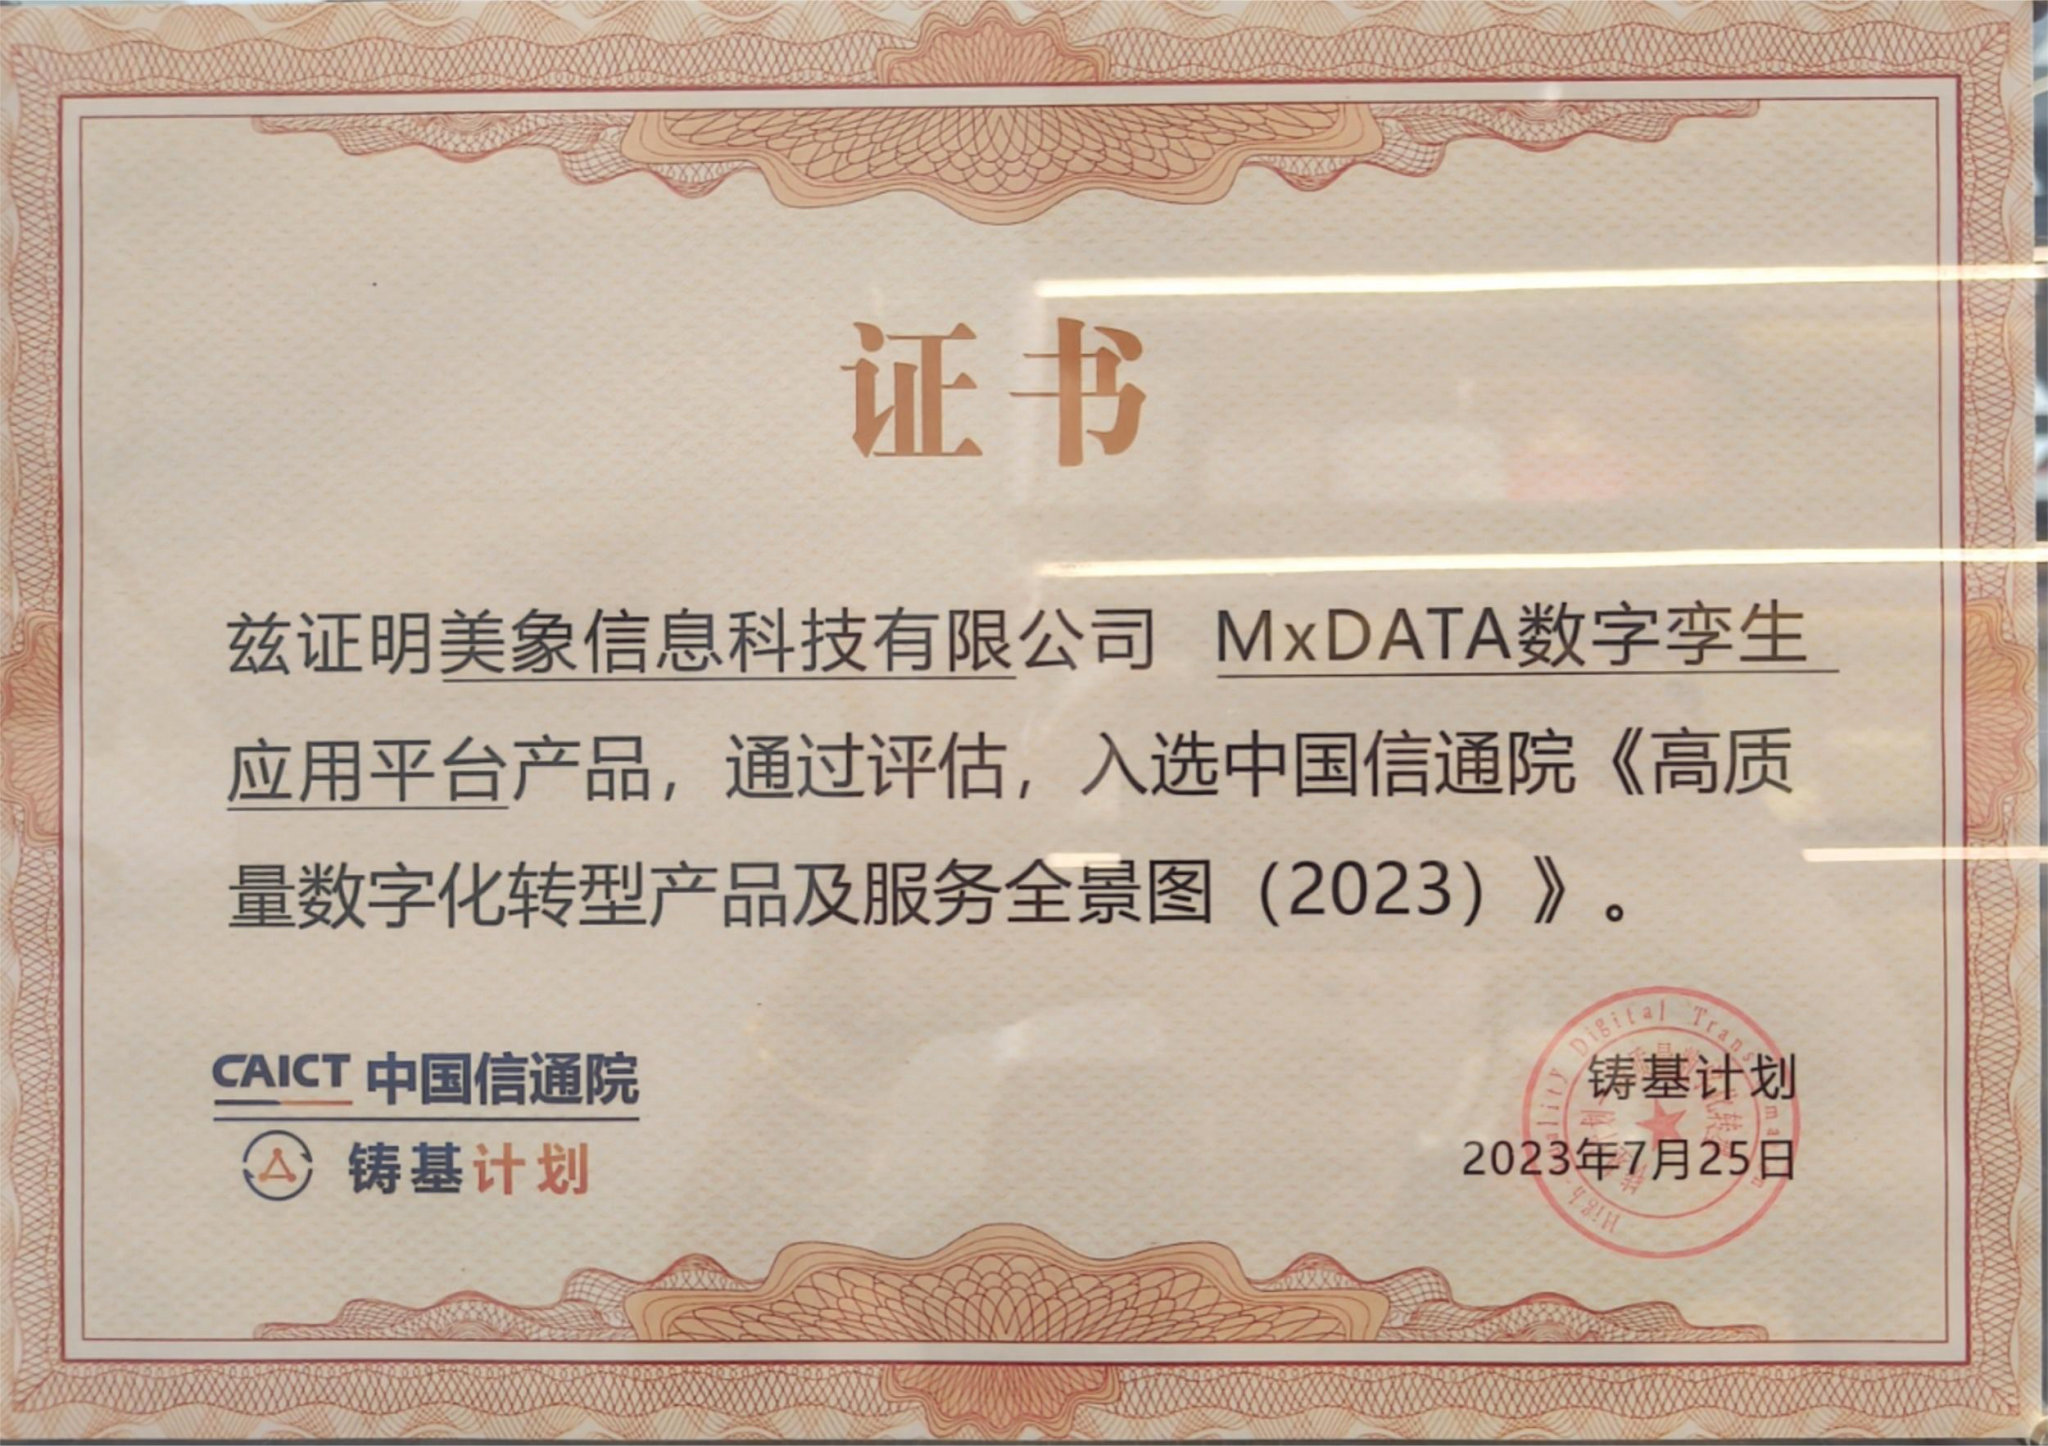 证书
兹证明美象信息科技有限公司 MxDATA数字孪生
应用平台产品，通过评估，入选中国信通院《高质
量数字化转型产品及服务全景图（2023）》。
CAICT 中国信通院
铸基计划
铸基计划
2023年7月25日
High-quality Digital Transforma